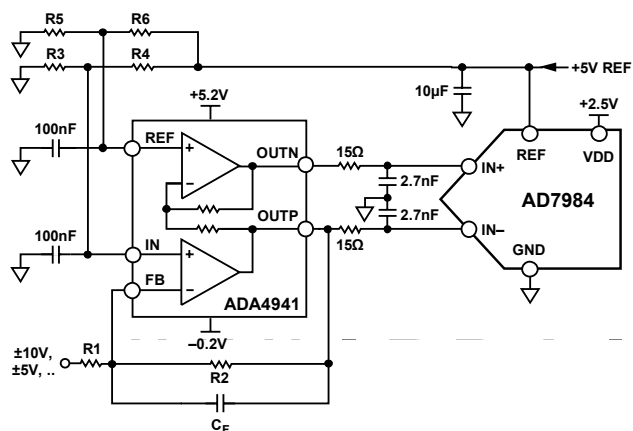 R5
R6
R3
R4
+5V REF
10µF
+5.2V
+2.5V
100nF
REF
OUTN
15Ω
REF
VDD
IN+
2.7nF
AD7984
2.7nF
OUTP
100nF
IN
15Ω
IN–
FB
GND
ADA4941
–0.2V
±10V,
±5V, ..
R1
R2
CF